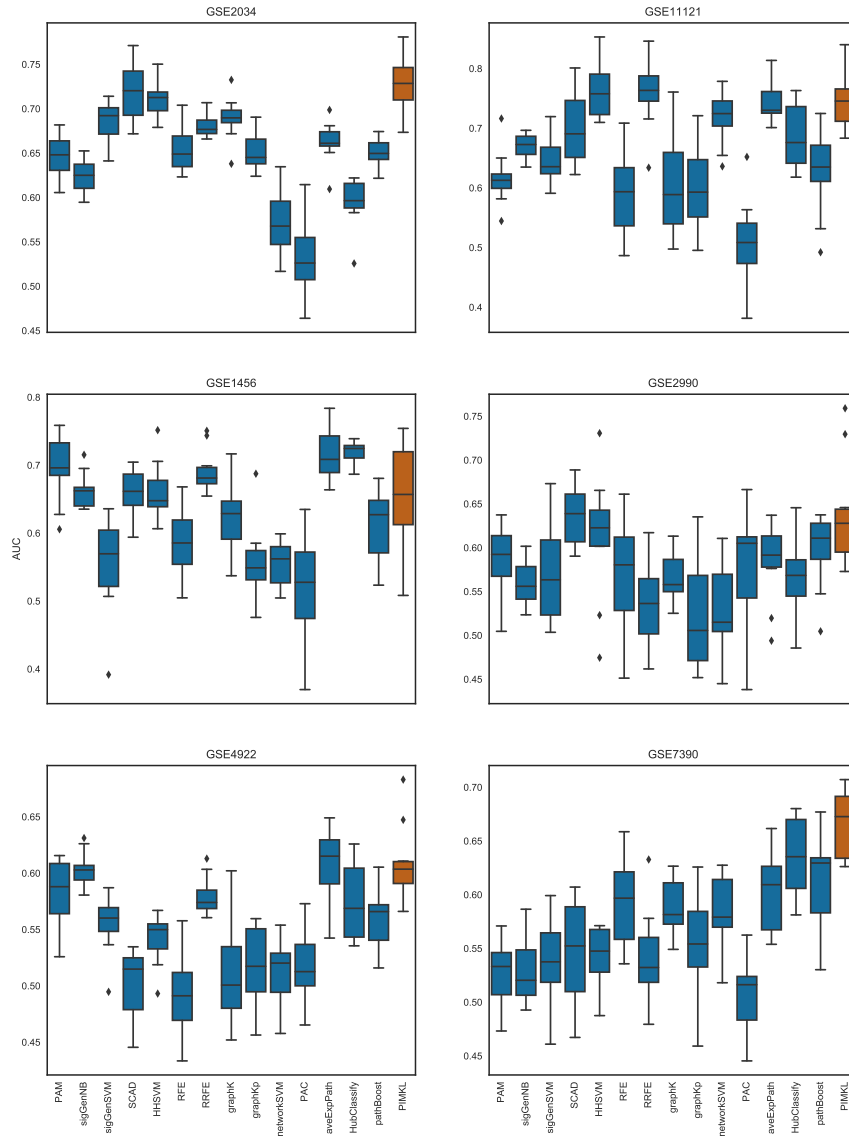 GSE2034
GSE11121
0.75
0.70
0.65
0.60
0.55
0.50
0.45
0.8
0.7
0.6
0.5
0.4
GSE1456
GSE2990
AUC
0.8
0.7
0.6
0.5
0.4
0.75
0.70
0.65
0.60
0.55
0.50
0.45
GSE4922
GSE7390
0.65
0.60
0.55
0.50
0.45
0.70
0.65
0.60
0.55
0.50
0.45
PAM
sigGenNB
sigGenSVM
SCAD
HHSVM
RFE
RRFE
graphK
graphKp
networkSVM
PAC
aveExpPath
HubClassify
pathBoost
PIMKL
PAM
sigGenNB
sigGenSVM
SCAD
HHSVM
RFE
RRFE
graphK
graphKp
networkSVM
PAC
aveExpPath
HubClassify
pathBoost
PIMKL